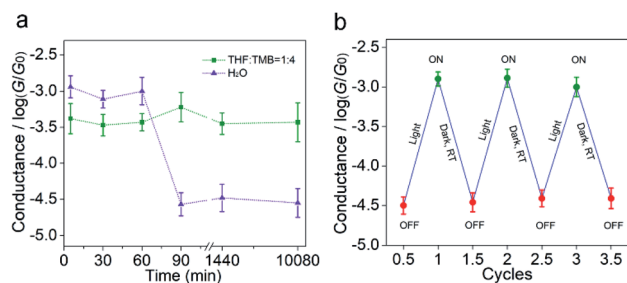 a
-2.5
-3.0
-3.5
-4.0
-4.5
-5.0
Conductance / log(G/G0)
THF:TMB=1:4
H₂O
0 30 60 90 1440 10080
Time (min)
b
-2.5
-3.0
-3.5
-4.0
-4.5
-5.0
Conductance / log(G/G0)
ON ON ON
Light Dark, RT Light Dark, RT Light Dark, RT
OFF OFF OFF OFF
0.5 1 1.5 2 2.5 3 3.5
Cycles